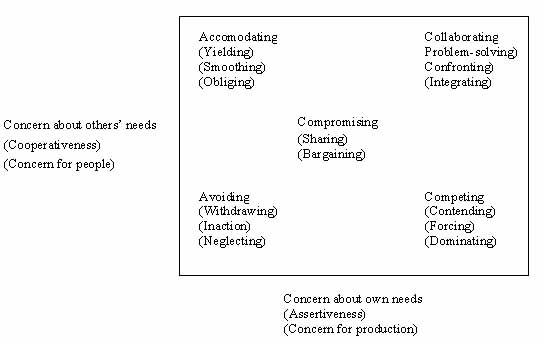 Accomodating
(Yielding)
(Smoothing)
(Obliging)
Collaborating
Problem-solving)
Confronting)
(Integrating)
Compromising
(Sharing)
(Bargaining)
Concern about others' needs
(Cooperativeness)
(Concern for people)
Avoiding
(Withdrawing)
(Inaction)
(Neglecting)
Competing
(Contending)
(Forcing)
(Dominating)
Concern about own needs
(Assertiveness)
(Concern for production)